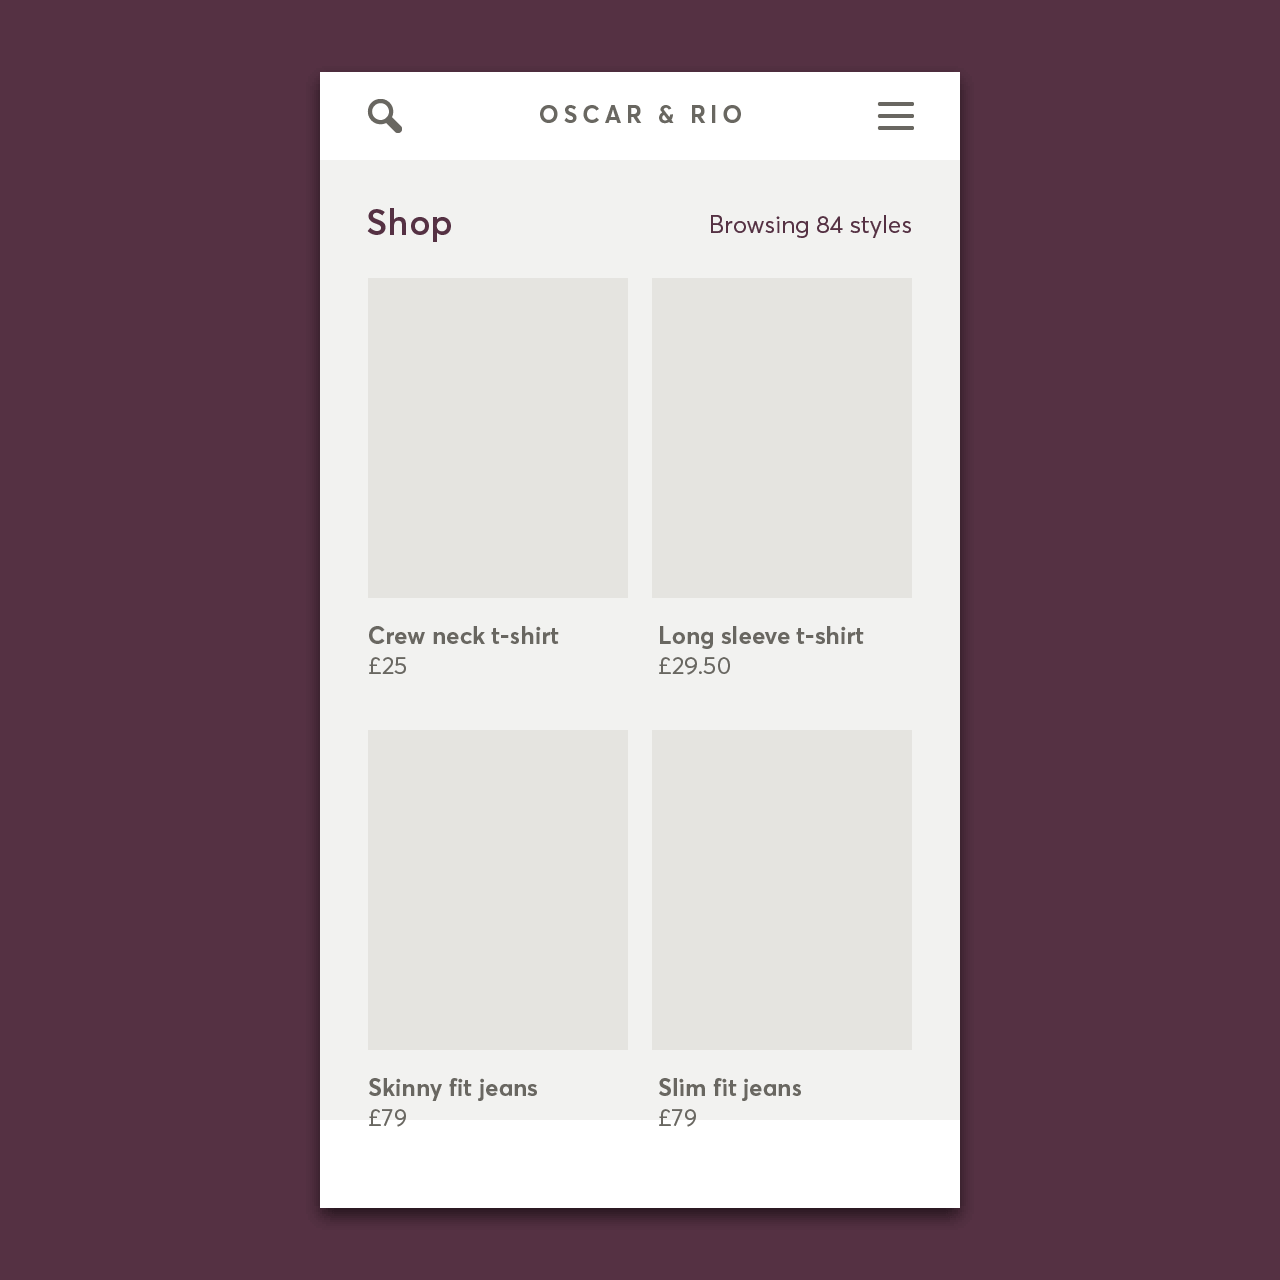 OSCAR & RIO
Shop
Browsing 84 styles
Crew neck t-shirt
£25
Long sleeve t-shirt
£29.50
Skinny fit jeans
£79
Slim fit jeans
£79